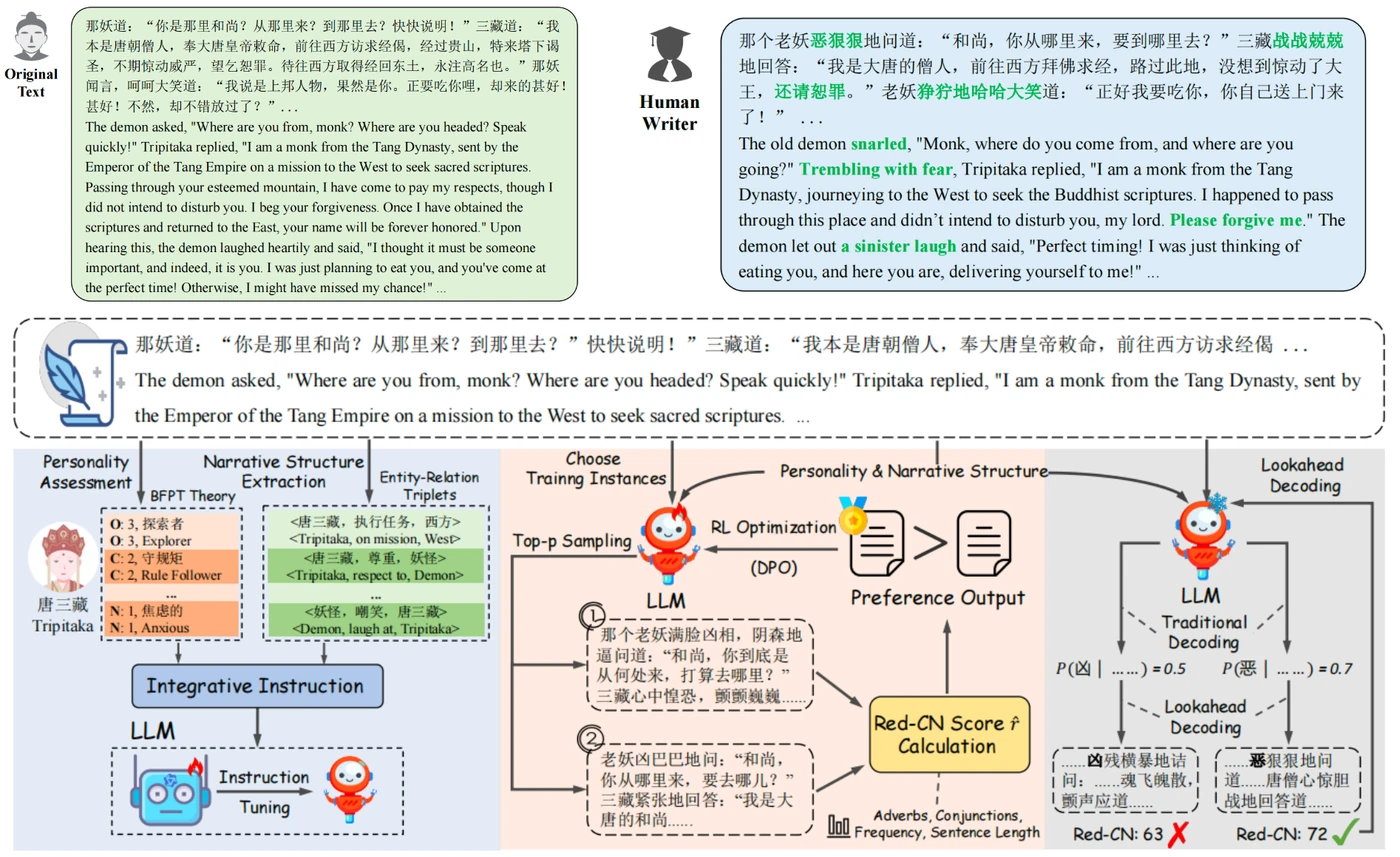 Original
Text
那妖道：“你是那里和尚？从那里来？到那里去？快快说明！”三藏道：“我
本是唐朝僧人，奉大唐皇帝敕命，前往西方访求经偈，经过贵山，特来塔下谒
圣，不期惊动威严，望乞恕罪。待往西方取得经回东土，永注高名也。”那妖
闻言，呵呵大笑道：“我说是上邦人物，果然是你。正要吃你哩，却来的甚好！
甚好！不然，却不错放过了？”...
The demon asked, "Where are you from, monk? Where are you headed? Speak
quickly!" Tripitaka replied, "I am a monk from the Tang Dynasty, sent by the
Emperor of the Tang Empire on a mission to the West to seek sacred scriptures.
Passing through your esteemed mountain, I have come to pay my respects, though I
did not intend to disturb you. I beg your forgiveness. Once I have obtained the
scriptures and returned to the East, your name will be forever honored." Upon
hearing this, the demon laughed heartily and said, "I thought it must be someone
important, and indeed, it is you. I was just planning to eat you, and you've come at
the perfect time! Otherwise, I might have missed my chance!" ...
Human
Writer
那个老妖恶狠狠地问道：“和尚，你从哪里来，要到哪里去？”三藏战战兢兢
地回答：“我是大唐的僧人，前往西方拜佛求经，路过此地，没想到惊动了大
王，还请恕罪。”老妖狰狞地哈哈大笑道：“正好我要吃你，你自己送上门来
了！” ...
The old demon snarled, "Monk, where do you come from, and where are you
going?" Trembling with fear, Tripitaka replied, "I am a monk from the Tang
Dynasty, journeying to the West to seek the Buddhist scriptures. I happened to pass
through this place and didn't intend to disturb you, my lord. Please forgive me." The
demon let out a sinister laugh and said, "Perfect timing! I was just thinking of
eating you, and here you are, delivering yourself to me!" ...
那妖道：“你是那里和尚？从那里来？到那里去？”快快说明！”三藏道：“我本是唐朝僧人，奉大唐皇帝敕命，前往西方访求经偈 ...
The demon asked, "Where are you from, monk? Where are you headed? Speak quickly!" Tripitaka replied, "I am a monk from the Tang Dynasty, sent by
the Emperor of the Tang Empire on a mission to the West to seek sacred scriptures. ...
Personality
Assessment
BFPT Theory
Narrative Structure
Extraction
Entity-Relation
Triplets
唐三藏
Tripitaka
O: 3, 探索者
O: 3, Explorer
C: 2, 守规矩
C: 2, Rule Follower
...
N: 1, 焦虑的
N: 1, Anxious
<唐三藏，执行任务，西方>
<Tripitaka, on mission, West>
<唐三藏，尊重，妖怪>
<Tripitaka, respect to, Demon>
...
<妖怪，嘲笑，唐三藏>
<Demon, laugh at, Tripitaka>
Integrative Instruction
LLM
Instruction
Tuning
Choose
Trainng Instances
Personality & Narrative Structure
Top-p Sampling
LLM
RL Optimization
(DPO)
Preference Output
1
那个老妖满脸凶相，阴森地
逼问道：“和尚，你到底是
从何处来，打算去哪里？”
三藏心中惶恐，颤颤巍巍......
2
老妖凶巴巴地问：“和尚，
你从哪里来，要去哪儿？”
三藏紧张地回答：“我是大
唐的和尚......
Red-CN Score r̂
Calculation
Adverbs, Conjunctions,
Frequency, Sentence Length
Lookahead
Decoding
LLM
Traditional
Decoding
P(凶 | ......) = 0.5
P(恶 | ......) = 0.7
Lookahead
Decoding
......凶残横暴地诘
问：......魂飞魄散，
颤声应道......
......恶狠狠地问
道......唐僧心惊胆
战地回答道......
Red-CN: 63
Red-CN: 72